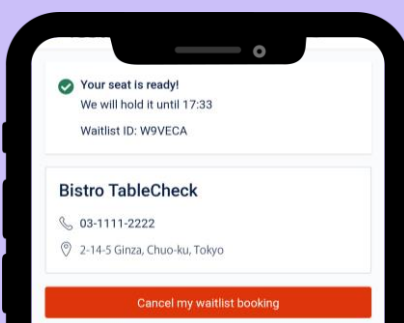 Your seat is ready!
We will hold it until 17:33
Waitlist ID: W9VECA
Bistro TableCheck
03-1111-2222
2-14-5 Ginza, Chuo-ku, Tokyo
Cancel my waitlist booking